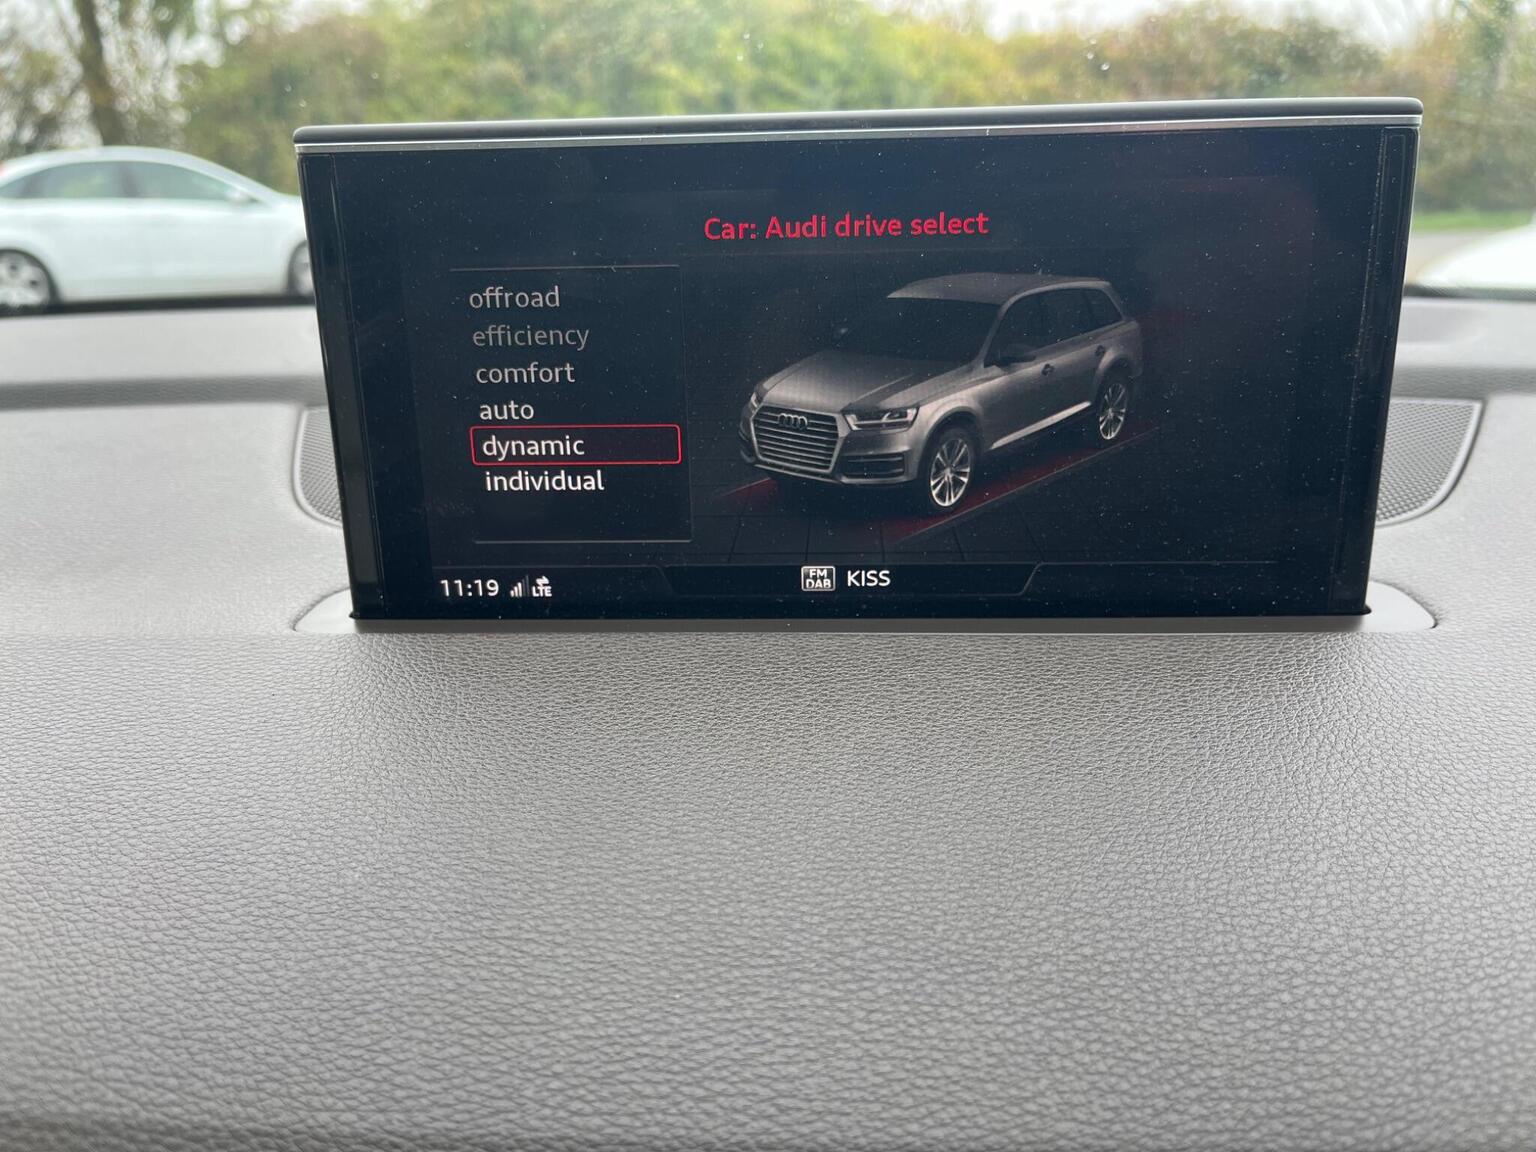 Car: Audi drive select
offroad
efficiency
comfort
auto
dynamic
individual
11:19 LTE
FM
DAB
KISS